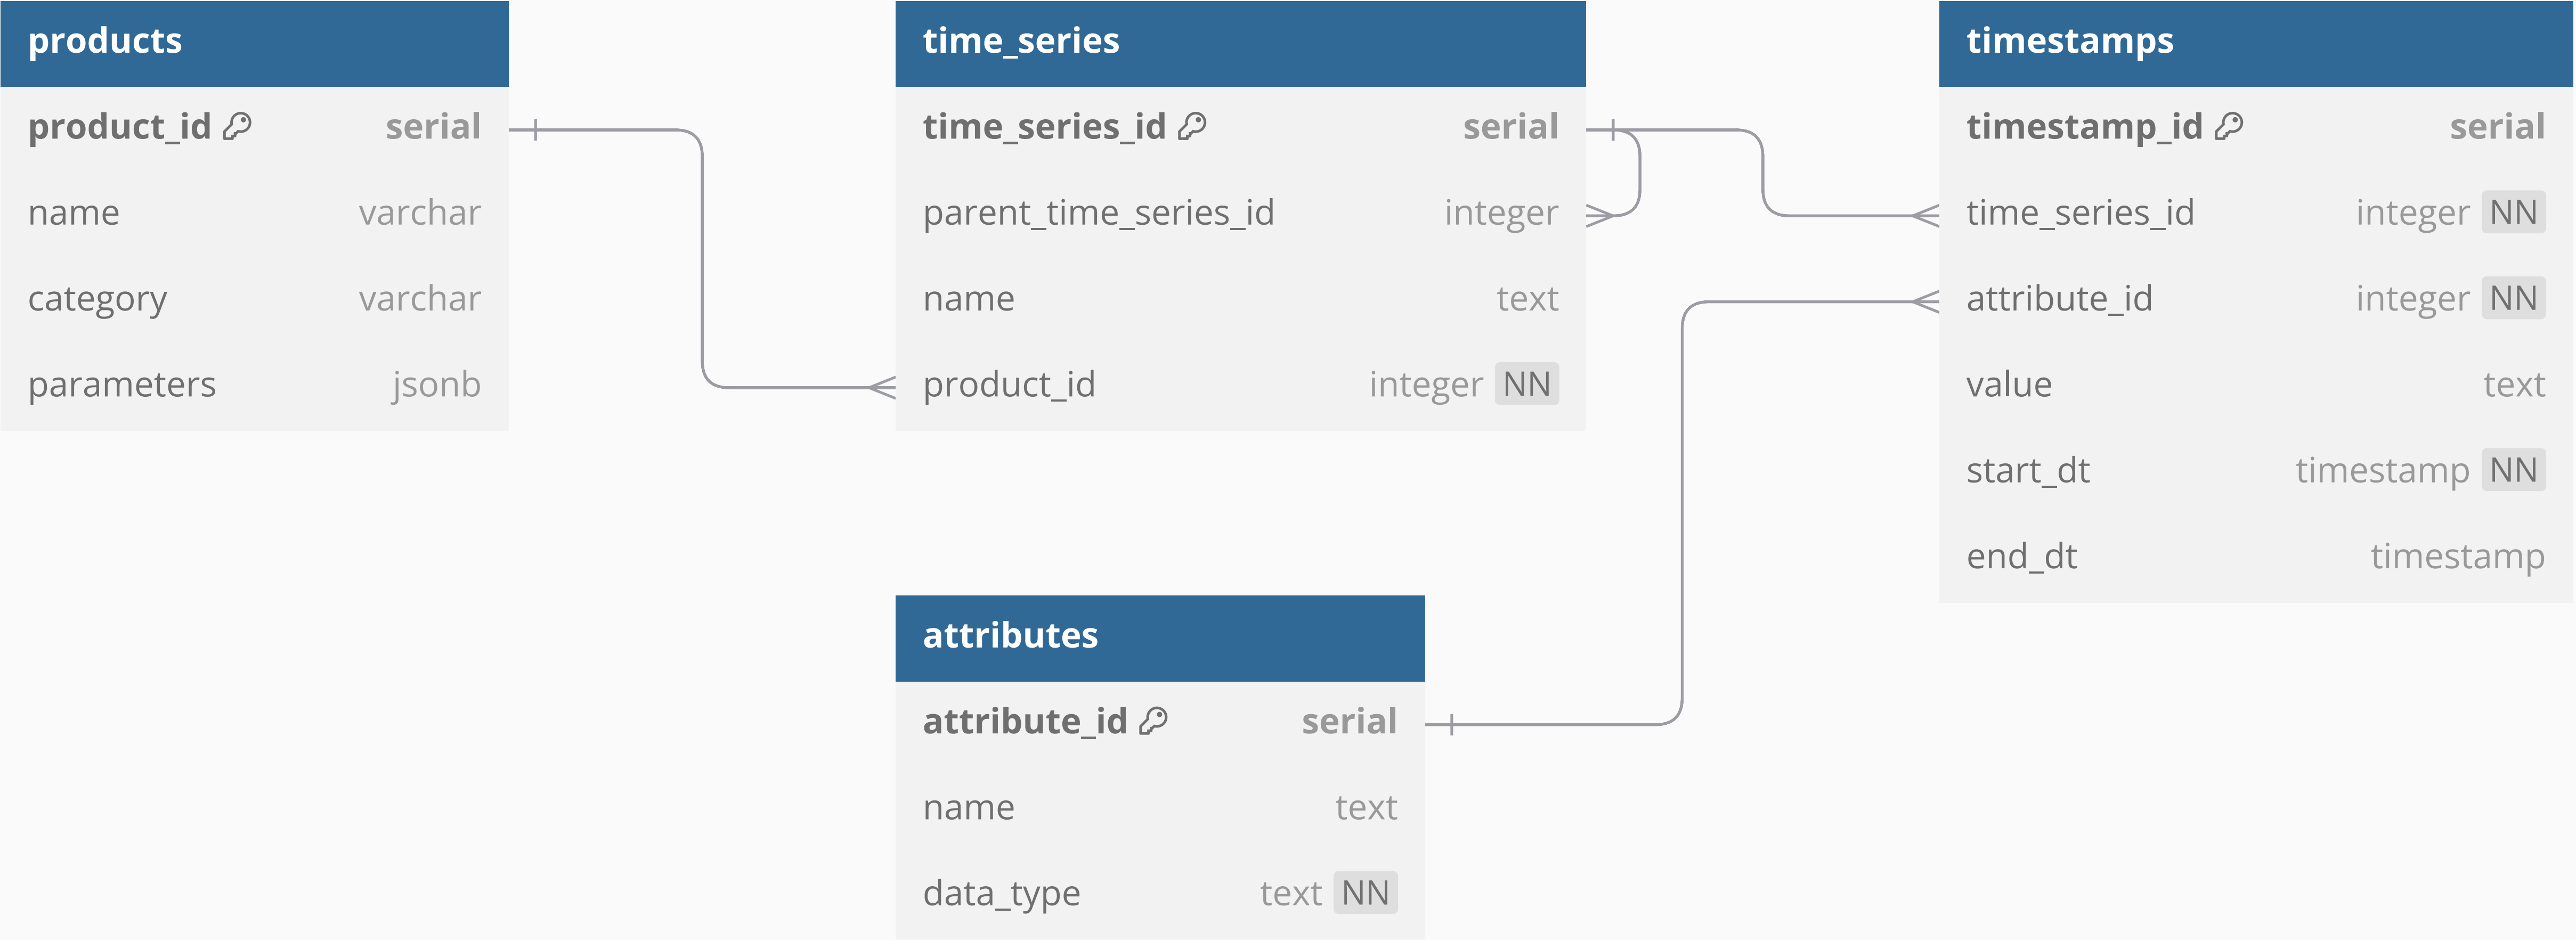 products
product_id serial
name varchar
category varchar
parameters jsonb
time_series
time_series_id serial
parent_time_series_id integer
name text
product_id integer NN
timestamps
timestamp_id serial
time_series_id integer NN
attribute_id integer NN
value text
start_dt timestamp NN
end_dt timestamp
attributes
attribute_id serial
name text
data_type text NN